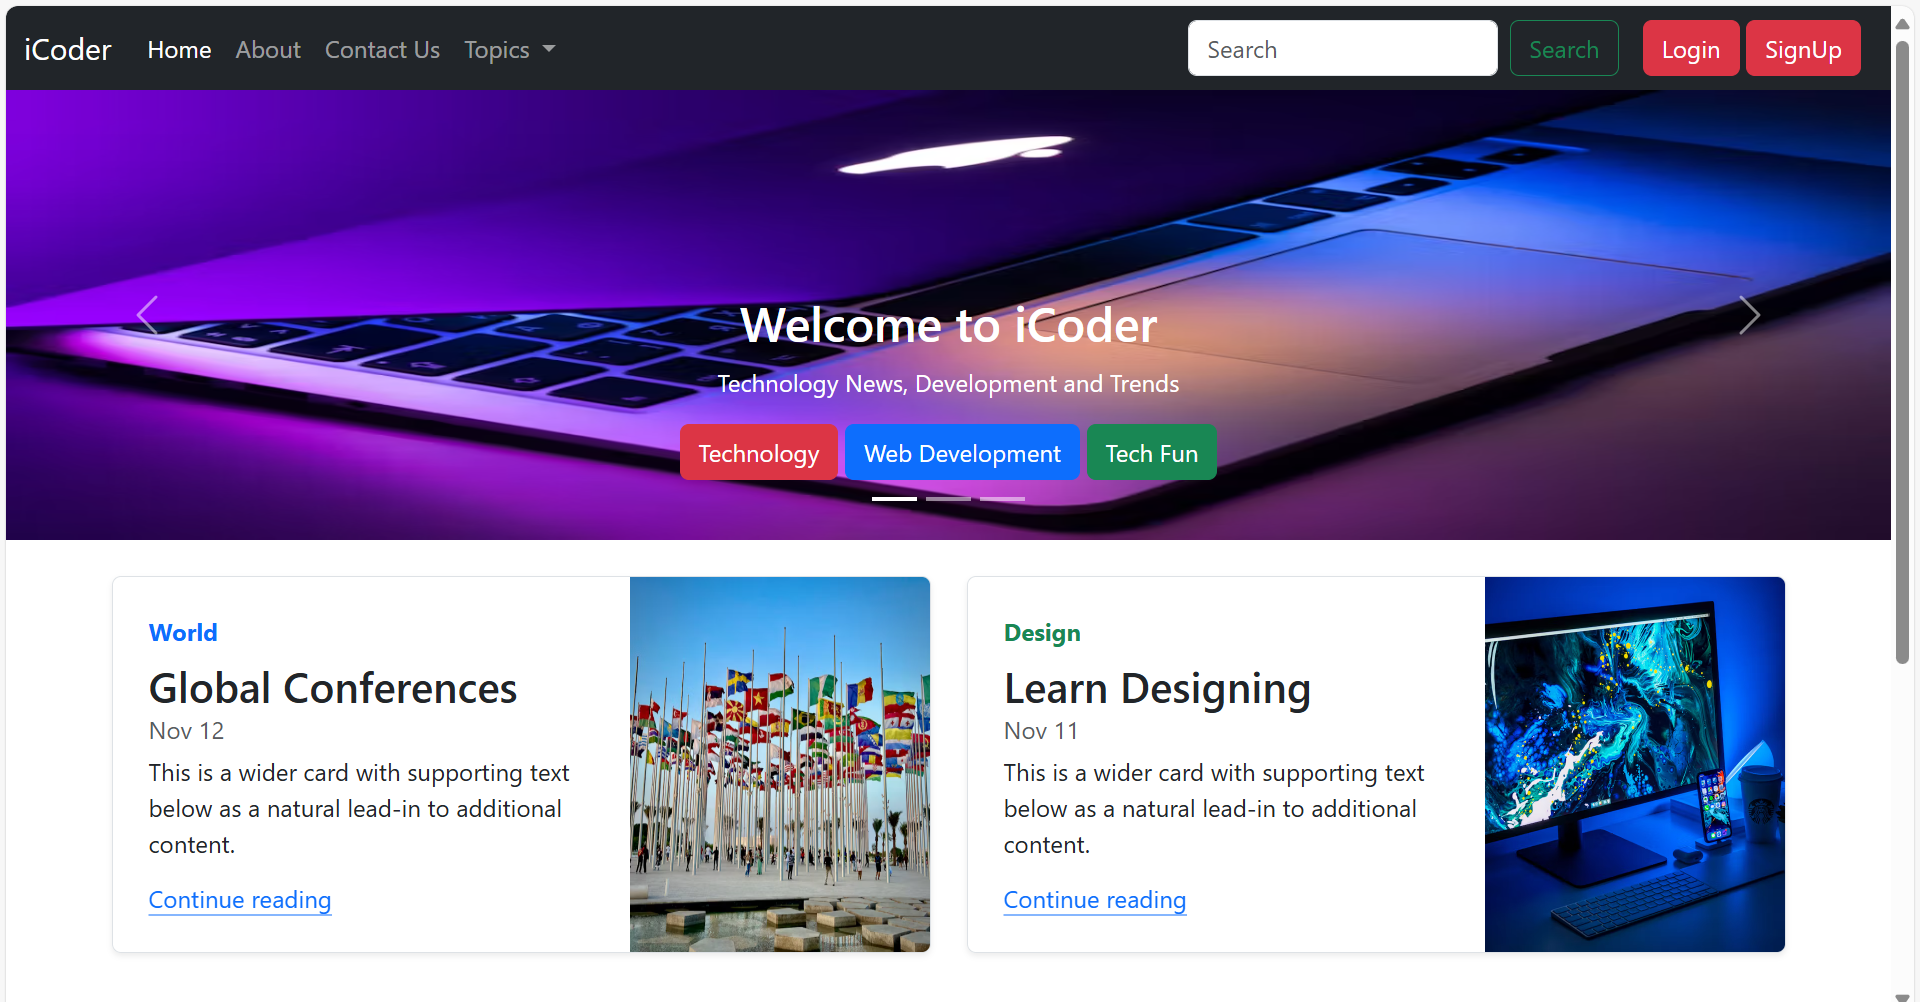 iCoder Home About Contact Us Topics Search Search Login SignUp
Welcome to iCoder
Technology News, Development and Trends
Technology Web Development Tech Fun
World
Global Conferences
Nov 12
This is a wider card with supporting text
below as a natural lead-in to additional
content.
Continue reading
Design
Learn Designing
Nov 11
This is a wider card with supporting text
below as a natural lead-in to additional
content.
Continue reading